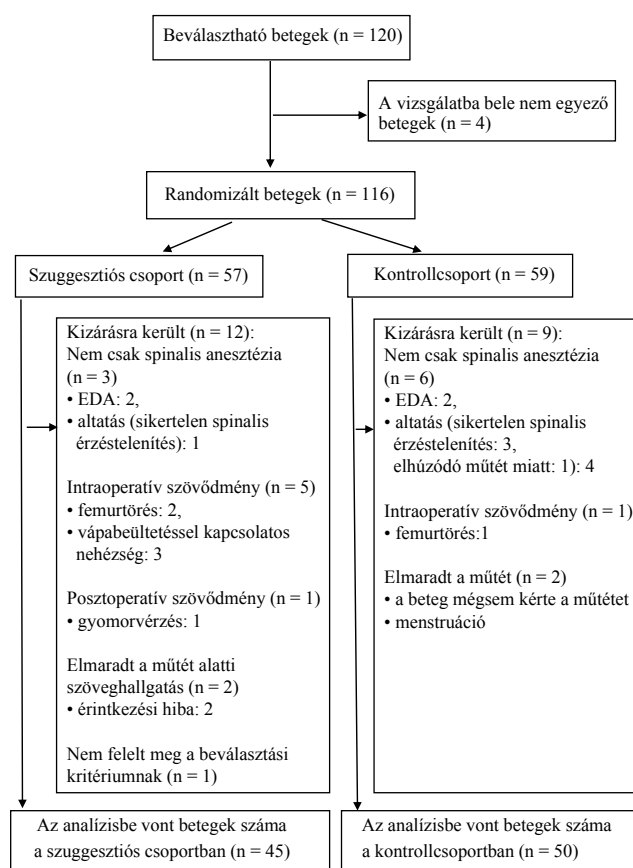 Beválasztható betegek (n = 120)
A vizsgálatba bele nem egyező
betegek (n = 4)
Randomizált betegek (n = 116)
Szuggesztiós csoport (n = 57)
Kontrollcsoport (n = 59)
Kizárásra került (n = 12):
Nem csak spinalis anesztézia
(n = 3)
• EDA: 2,
• altatás (sikertelen spinalis
érzéstelenítés): 1
Intraoperatív szövődmény (n = 5)
• femurtörés: 2,
• vápabeültetéssel kapcsolatos
nehézség: 3
Posztoperatív szövődmény (n = 1)
• gyomorvérzés: 1
Elmaradt a műtét alatti
szöveghallgatás (n = 2)
• érintkezési hiba: 2
Nem felelt meg a beválasztási
kritériumnak (n = 1)
Kizárásra került (n = 9):
Nem csak spinalis anesztézia
(n = 6)
• EDA: 2,
• altatás (sikertelen spinalis
érzéstelenítés: 3,
elhúzódó műtét miatt: 1): 4
Intraoperatív szövődmény (n = 1)
• femurtörés:1
Elmaradt a műtét (n = 2)
• a beteg mégsem kérte a műtétet
• menstruáció
Az analízisbe vont betegek száma
a szuggesztiós csoportban (n = 45)
Az analízisbe vont betegek száma
a kontrollcsoportban (n = 50)